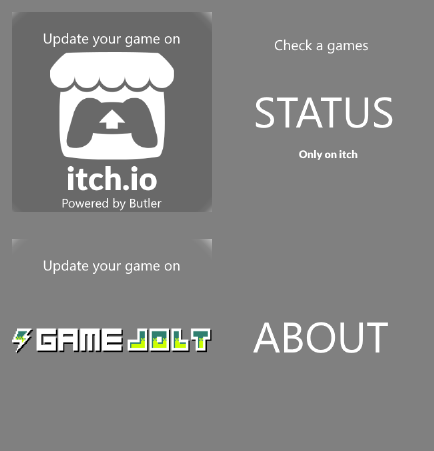 Update your game on
itch.io
Powered by Butler
Check a games
STATUS
Only on itch
Update your game on
GAME JOLT
ABOUT